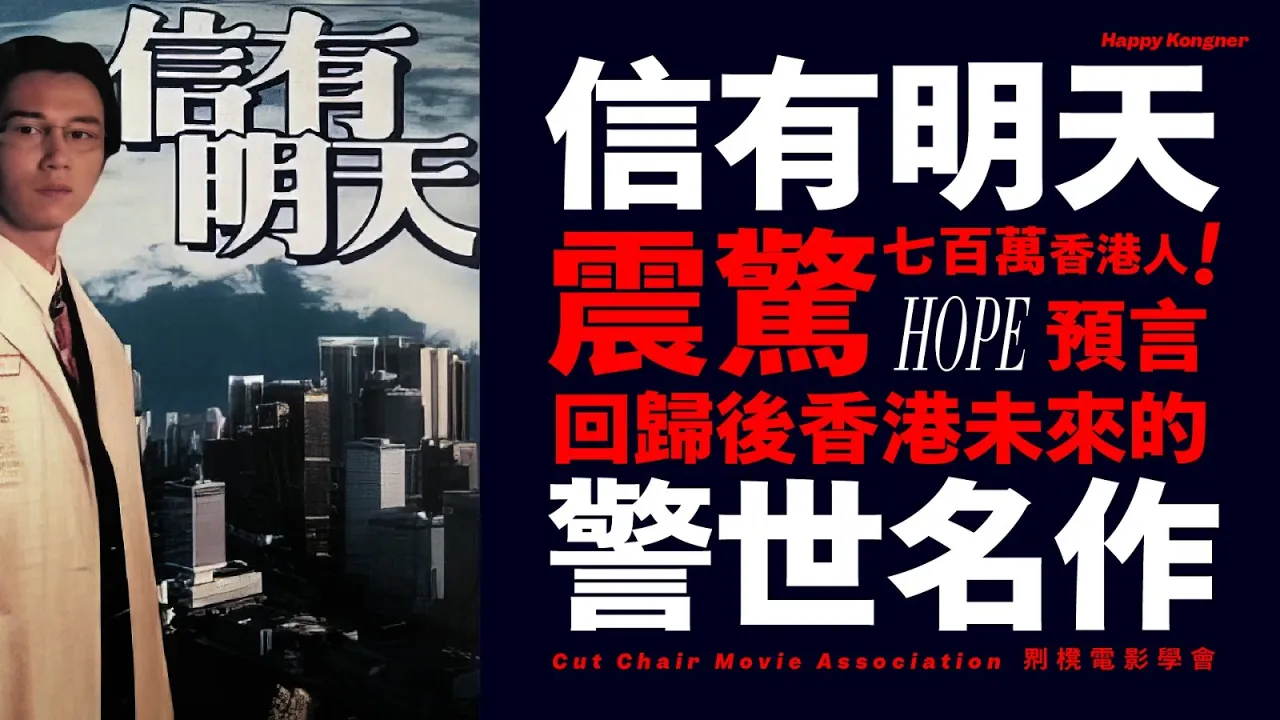 信有
明天
Happy Kongner
信有明天
震驚七百萬香港人!
HOPE 預言
回歸後香港未來的
警世名作
Cut Chair Movie Association 𠝹櫈電影學會